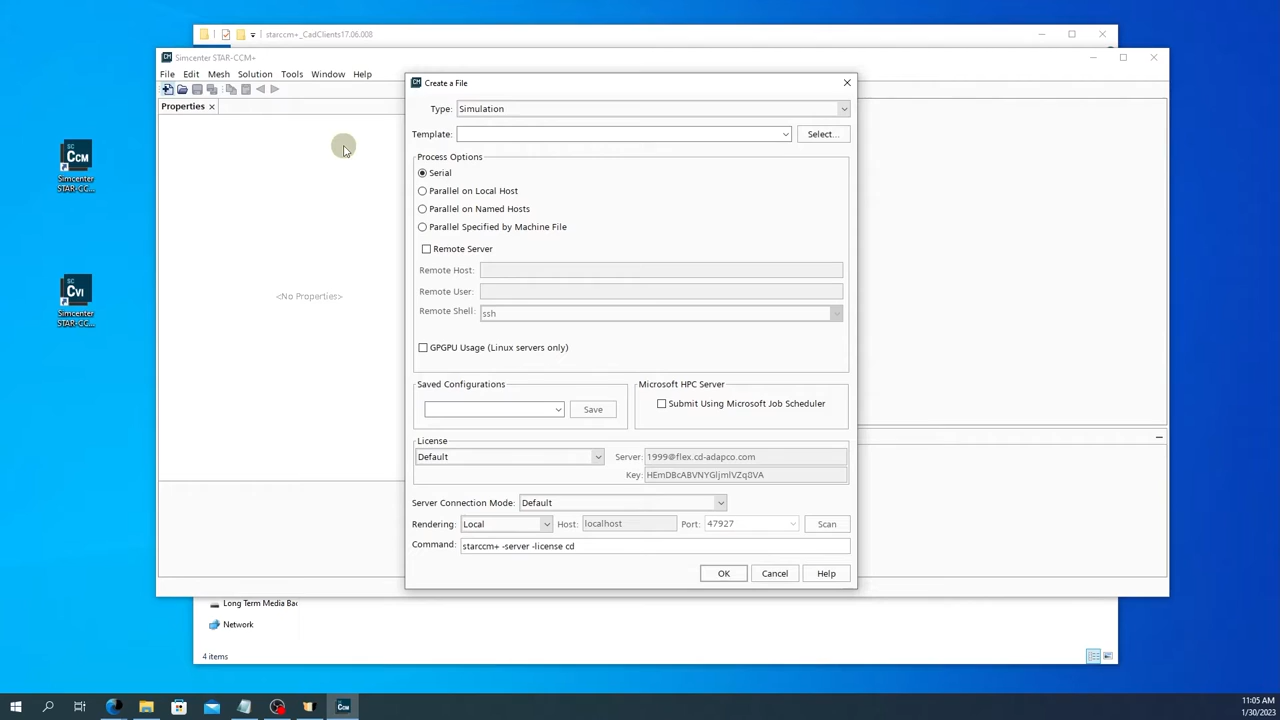 starccm+_CadClients17.06.008
Simcenter STAR-CCM+
File Edit Mesh Solution Tools Window Help
Properties
<No Properties>
SC
CCM
Simcenter
STAR-CC...
SC
CVI
Simcenter
STAR-CC...
Create a File
Type: Simulation
Template: Select...
Process Options
Serial
Parallel on Local Host
Parallel on Named Hosts
Parallel Specified by Machine File
Remote Server
Remote Host:
Remote User:
Remote Shell: ssh
GPGPU Usage (Linux servers only)
Saved Configurations
Save
Microsoft HPC Server
Submit Using Microsoft Job Scheduler
License
Default Server: 1999@flex.cd-adapco.com
Key:
Server Connection Mode: Default
Rendering: Local Host: localhost Port: 47927 Scan
Command: starccm+ -server -license cd
OK Cancel Help
Long Term Media Bac
Network
4 items
11:05 AM
1/30/2023